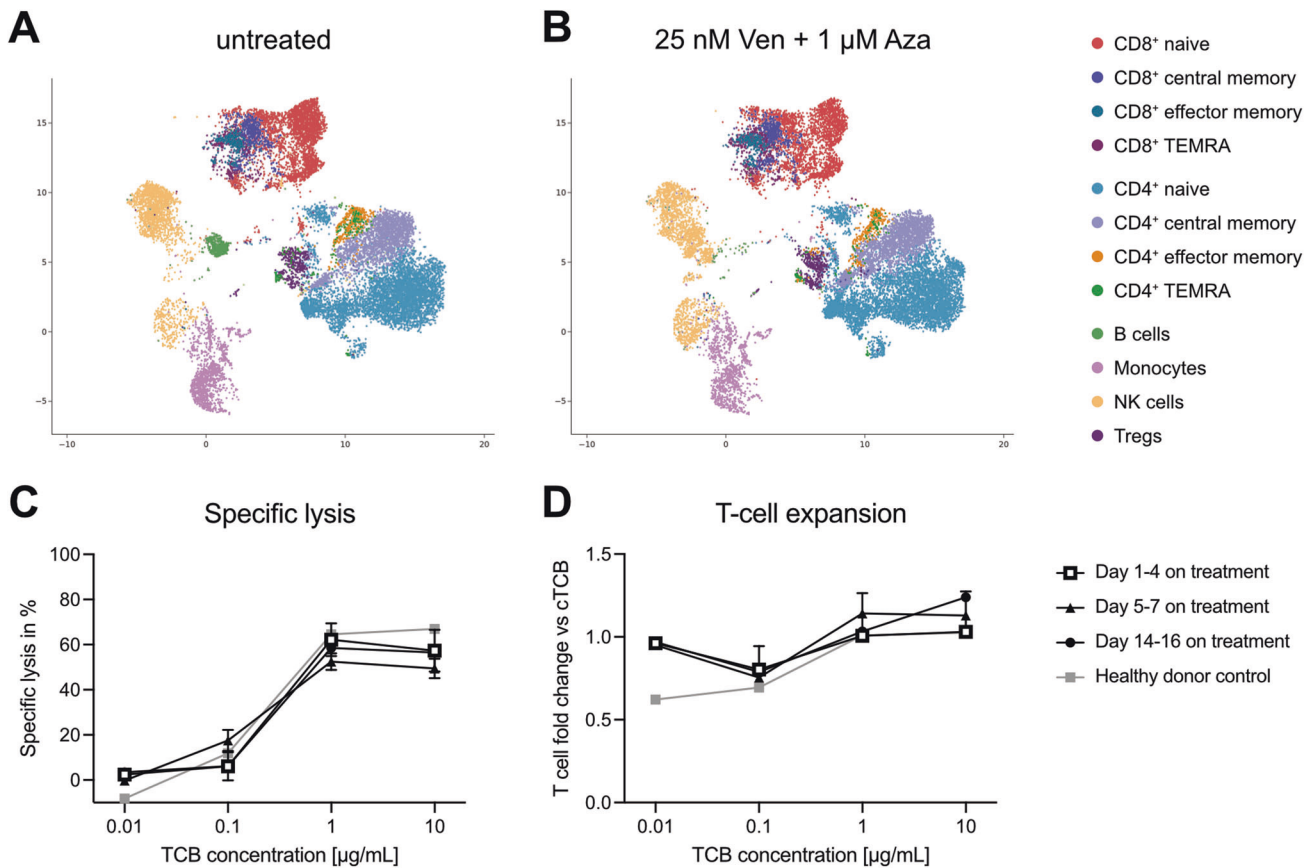 A
untreated
15
10
5
0
−5
−10
0
10
20
B
25 nM Ven + 1 µM Aza
15
10
5
0
−5
−10
0
10
20
CD8⁺ naive
CD8⁺ central memory
CD8⁺ effector memory
CD8⁺ TEMRA
CD4⁺ naive
CD4⁺ central memory
CD4⁺ effector memory
CD4⁺ TEMRA
B cells
Monocytes
NK cells
Tregs
C
Specific lysis
Specific lysis in %
100
80
60
40
20
0
0.01
0.1
1
10
TCB concentration [µg/mL]
D
T-cell expansion
T cell fold change vs cTCB
1.5
1.0
0.5
0.0
0.01
0.1
1
10
TCB concentration [µg/mL]
Day 1-4 on treatment
Day 5-7 on treatment
Day 14-16 on treatment
Healthy donor control